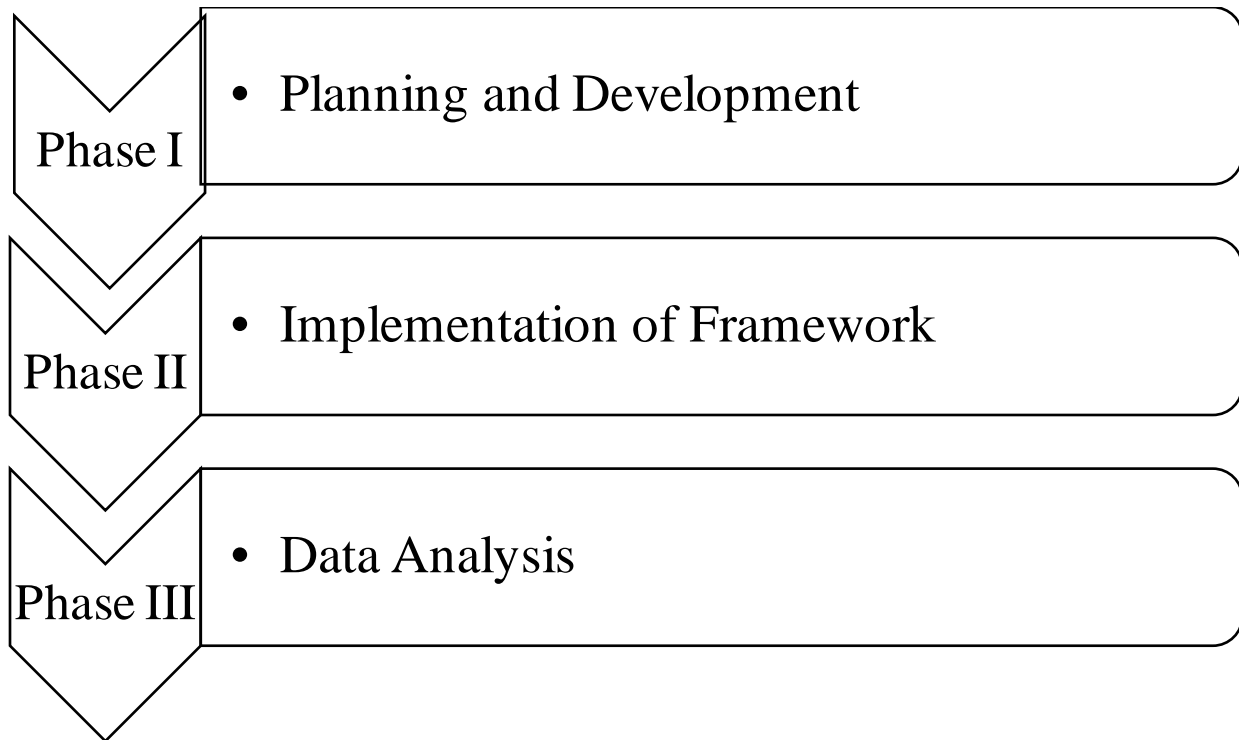 Phase I
• Planning and Development
Phase II
• Implementation of Framework
Phase III
• Data Analysis